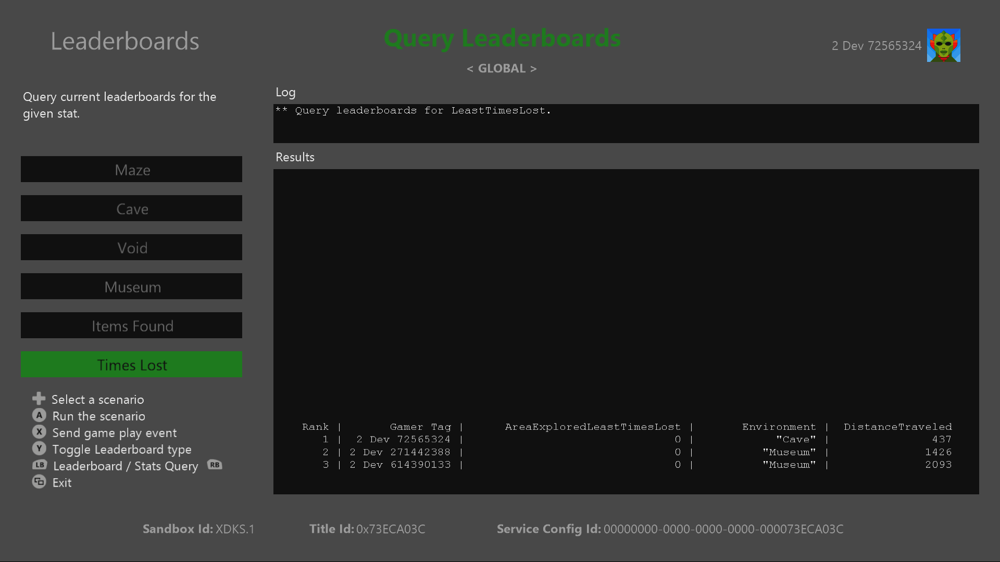 Leaderboards
Query Leaderboards
< GLOBAL >
2 Dev 72565324
Query current leaderboards for the
given stat.
Maze
Cave
Void
Museum
Items Found
Times Lost
Select a scenario
A Run the scenario
X Send game play event
Y Toggle Leaderboard type
LB Leaderboard / Stats Query RB
Exit
Log
** Query leaderboards for LeastTimesLost.
Results
Rank | Gamer Tag | AreaExploredLeastTimesLost | Environment | DistanceTraveled
1 | 2 Dev 72565324 | 0 | "Cave" | 437
2 | 2 Dev 271442388 | 0 | "Museum" | 1426
3 | 2 Dev 614390133 | 0 | "Museum" | 2093
Sandbox Id: XDKS.1 Title Id: 0x73ECA03C Service Config Id: 00000000-0000-0000-0000-000073ECA03C